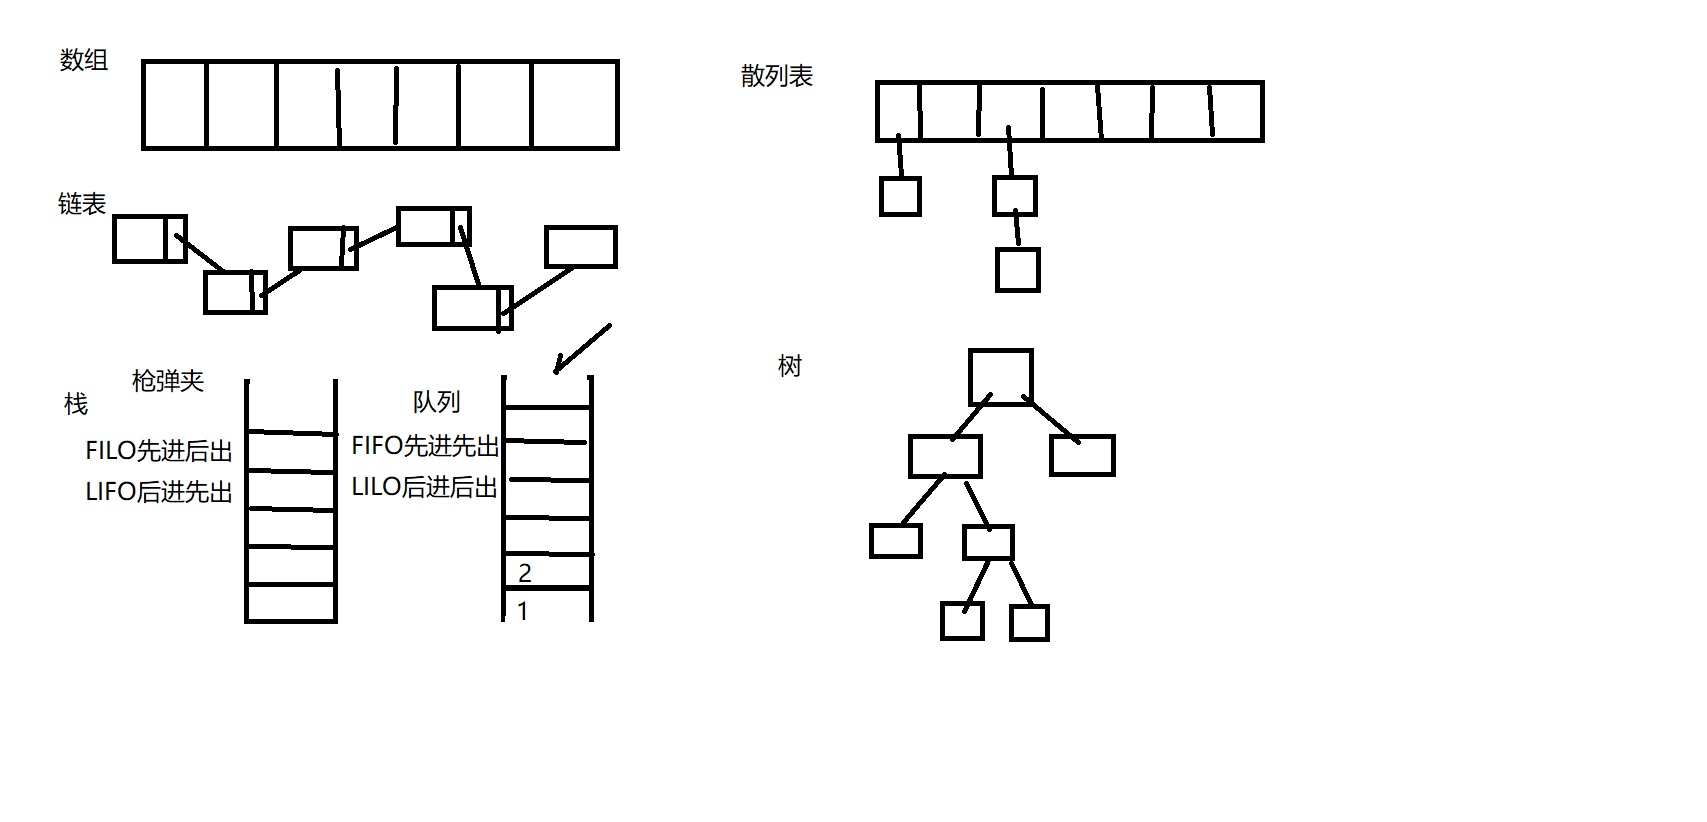 数组
链表
枪弹夹
栈
FILO先进后出
LIFO后进先出
队列
FIFO先进先出
LILO后进后出
2
1
散列表
树